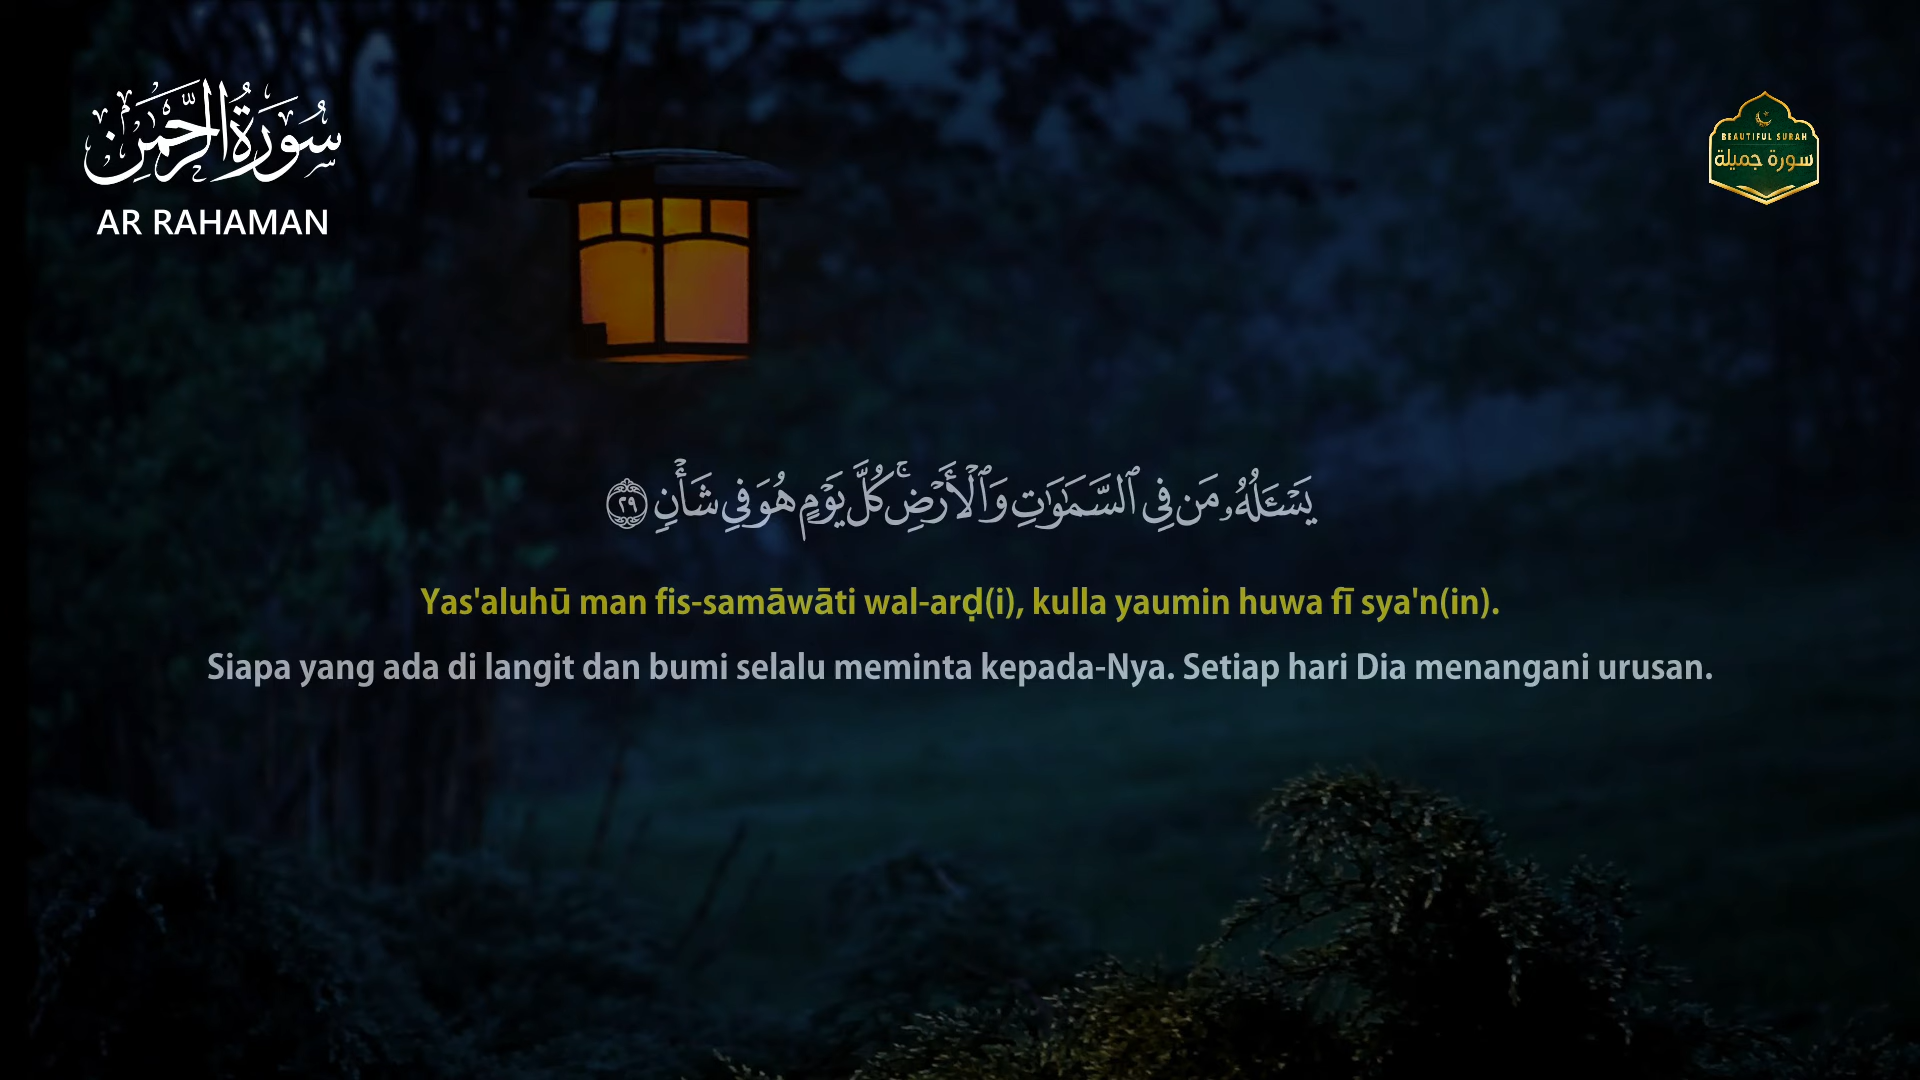 سُورَةُ الرَّحْمَٰنِ
AR RAHAMAN
BEAUTIFUL SURAH
سورة جميلة
يَسْـَٔلُهُۥ مَن فِى ٱلسَّمَـٰوَٰتِ وَٱلْأَرْضِ ۚ كُلَّ يَوْمٍ هُوَ فِى شَأْنٍ ٢٩
Yas'aluhū man fis-samāwāti wal-arḍ(i), kulla yaumin huwa fī sya'n(in).
Siapa yang ada di langit dan bumi selalu meminta kepada-Nya. Setiap hari Dia menangani urusan.